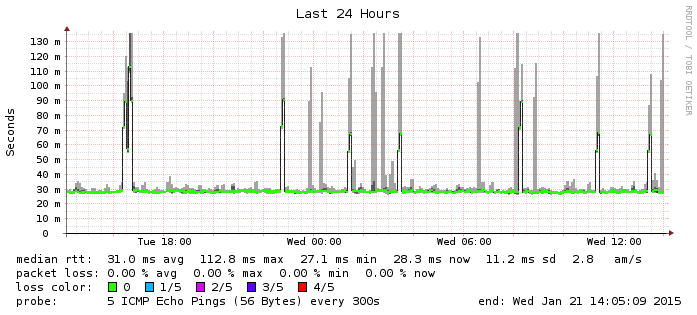 Last 24 Hours
RRDTOOL / TOBI OETIKER
Seconds
130 m
120 m
110 m
100 m
90 m
80 m
70 m
60 m
50 m
40 m
30 m
20 m
10 m
0
Tue 18:00 Wed 00:00 Wed 06:00 Wed 12:00
median rtt: 31.0 ms avg 112.8 ms max 27.1 ms min 28.3 ms now 11.2 ms sd 2.8 am/s
packet loss: 0.00 % avg 0.00 % max 0.00 % min 0.00 % now
loss color: 0 1/5 2/5 3/5 4/5
probe: 5 ICMP Echo Pings (56 Bytes) every 300s end: Wed Jan 21 14:05:09 2015